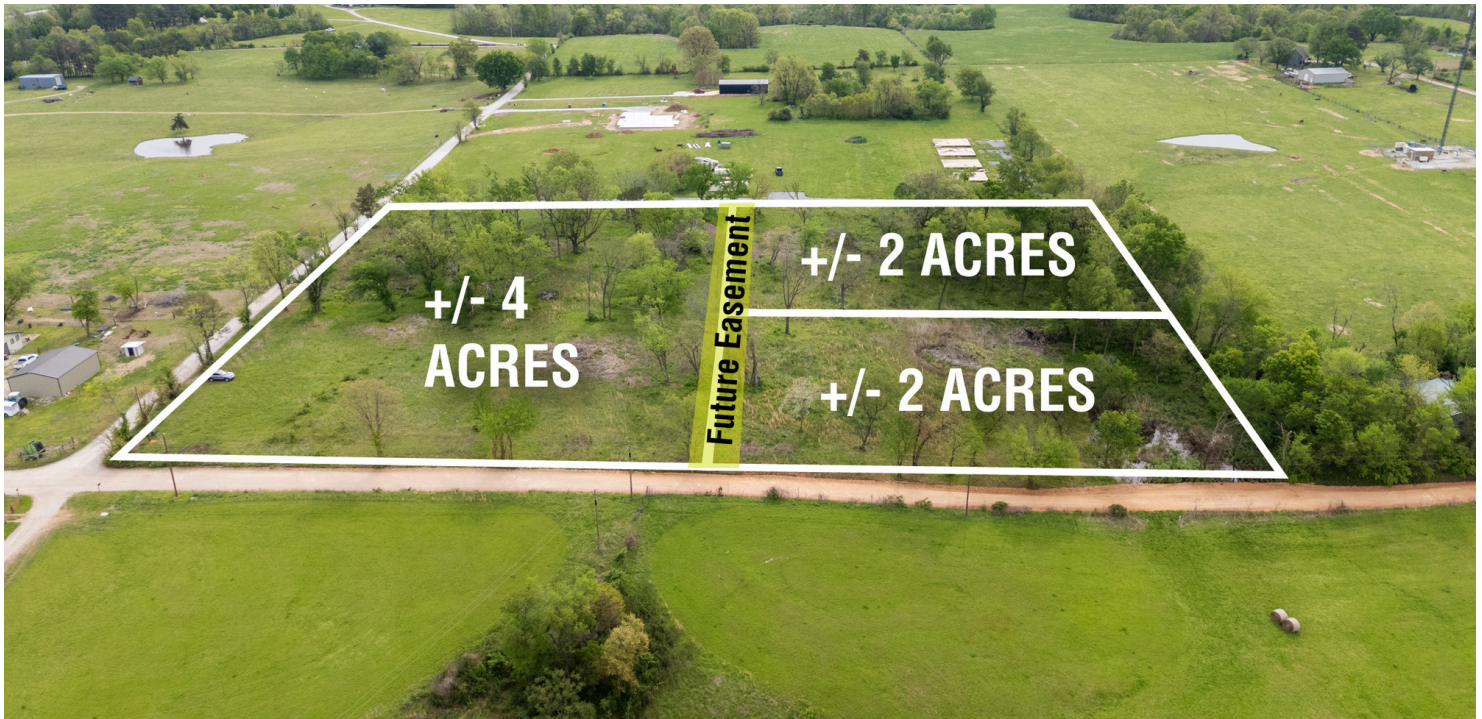 +/- 4
ACRES
Future Easement
+/- 2 ACRES
+/- 2 ACRES